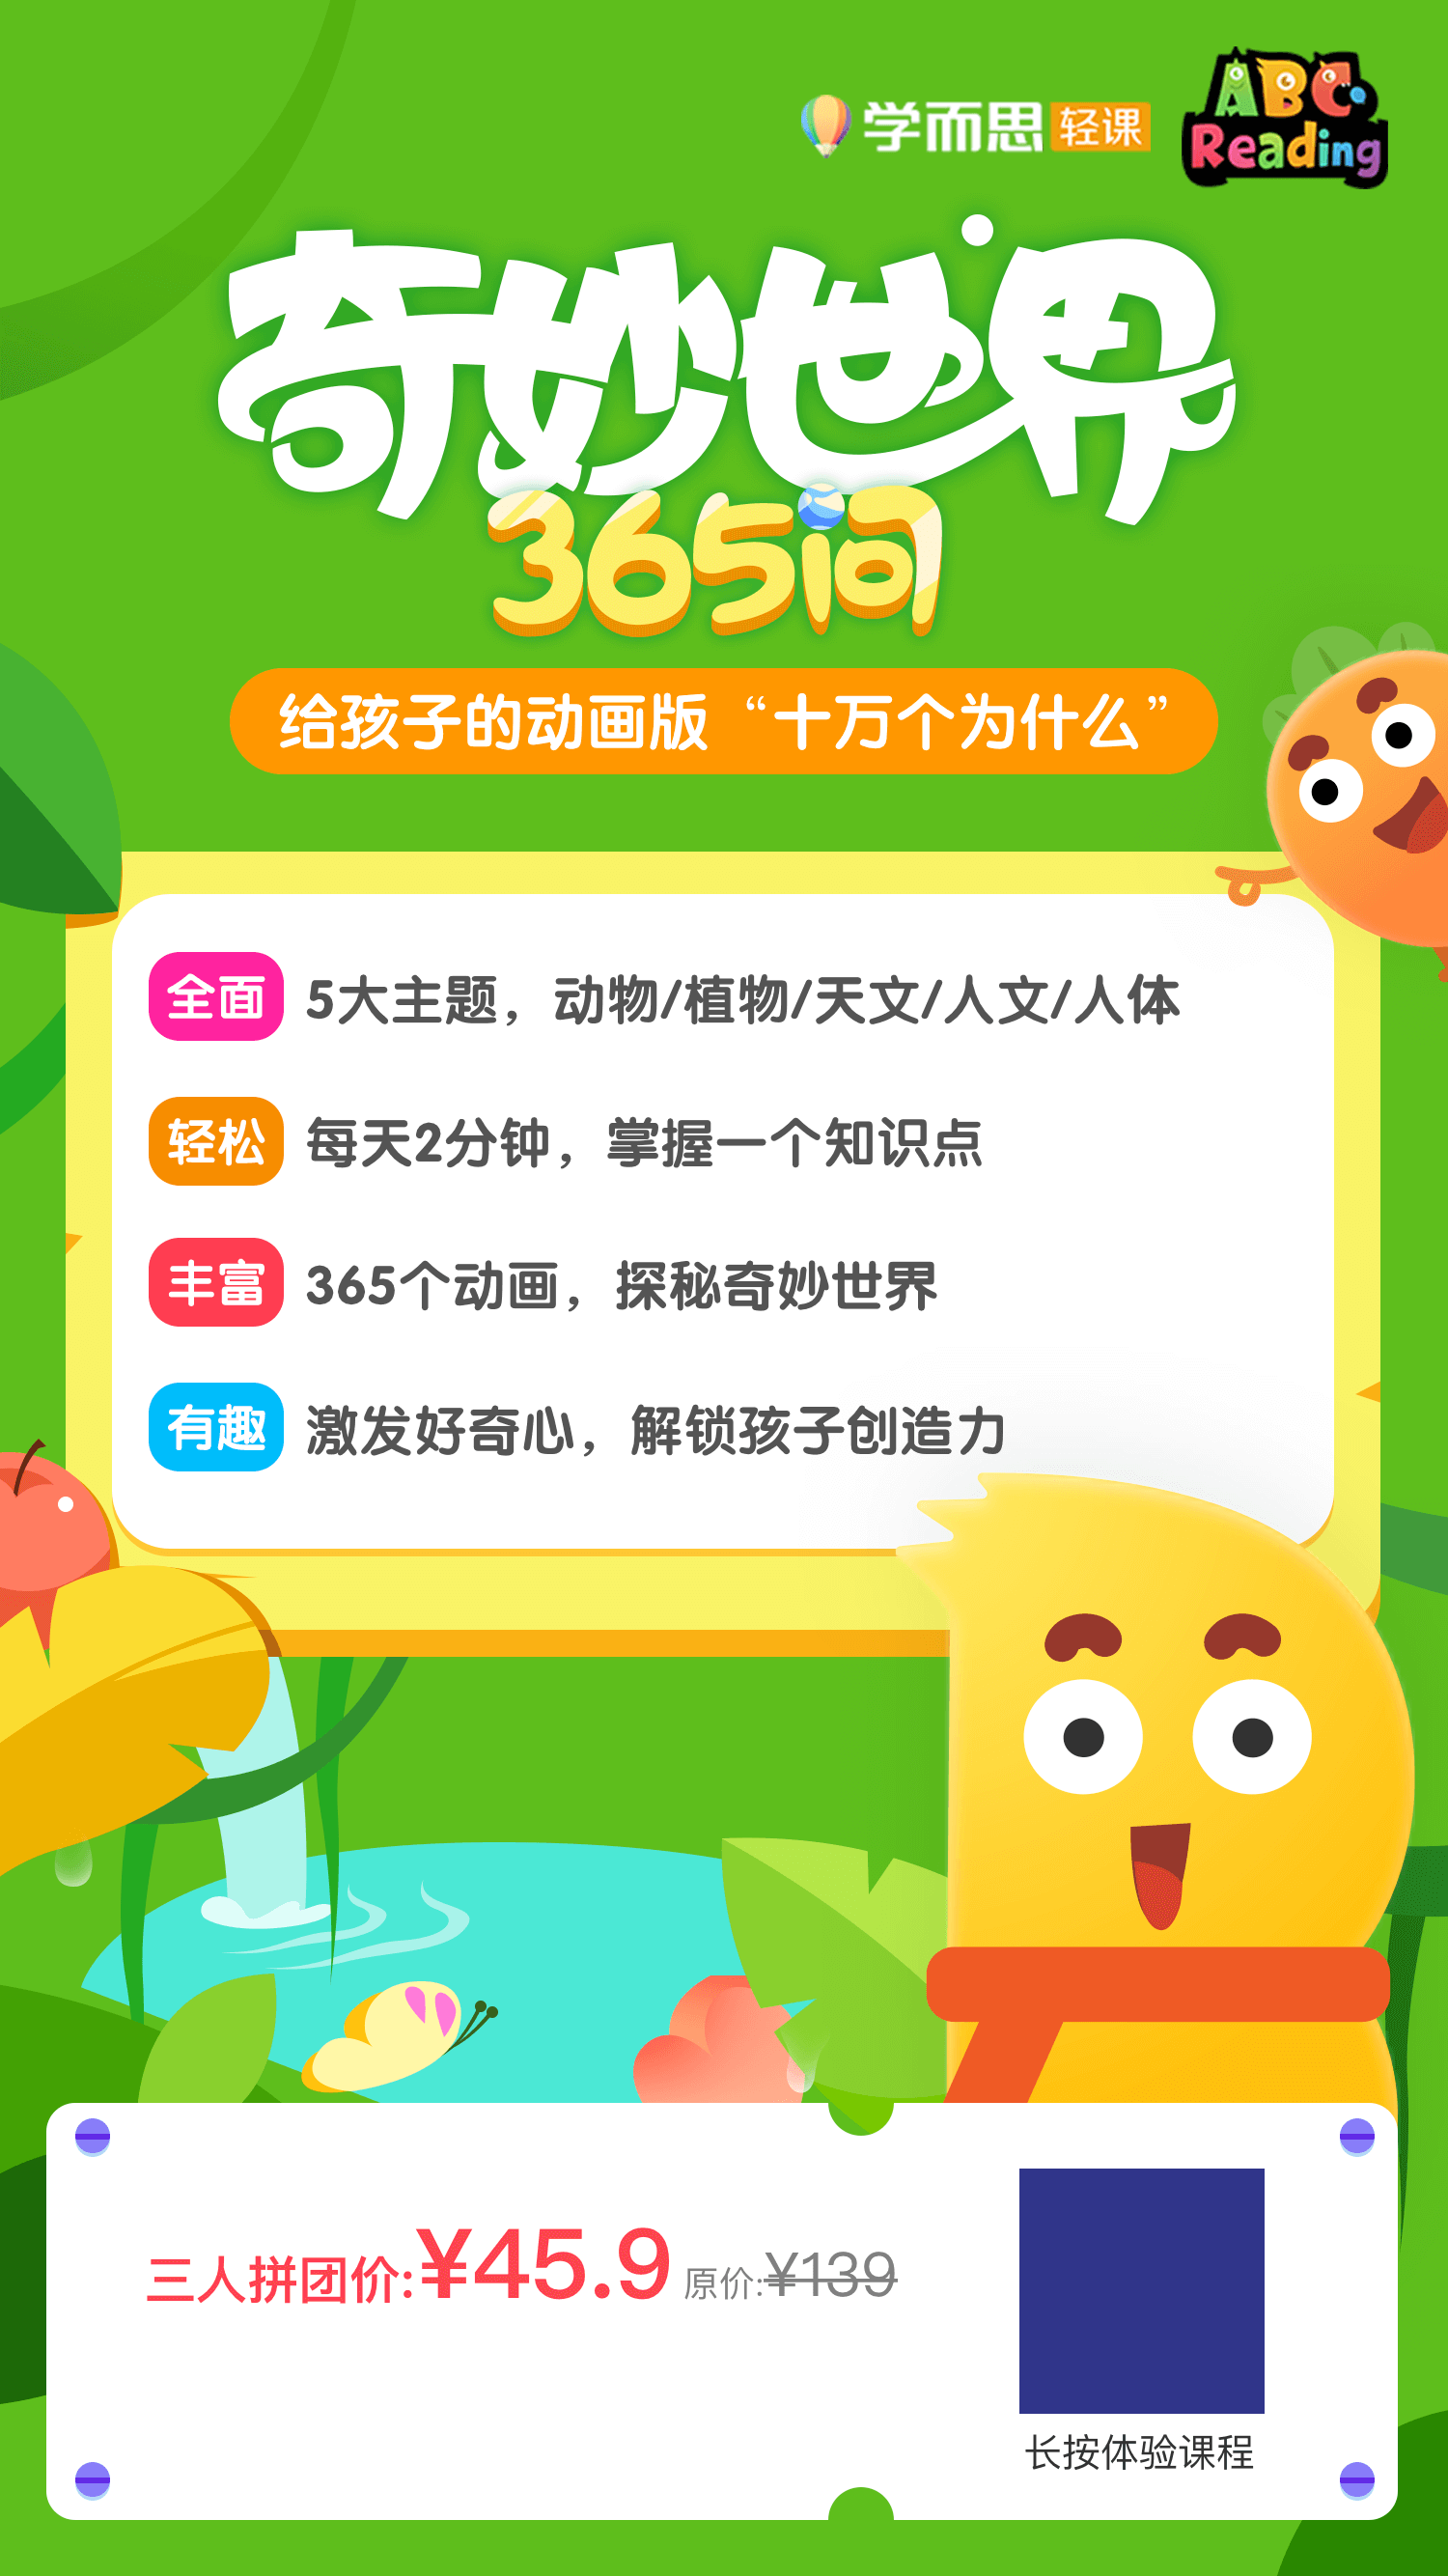 学而思轻课
ABC
Reading
奇妙世界
365问
给孩子的动画版“十万个为什么”
全面 5大主题，动物/植物/天文/人文/人体
轻松 每天2分钟，掌握一个知识点
丰富 365个动画，探秘奇妙世界
有趣 激发好奇心，解锁孩子创造力
三人拼团价:¥45.9 原价:¥139
长按体验课程